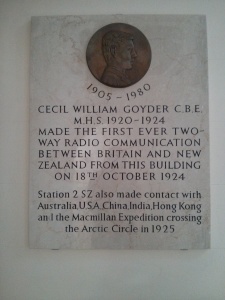 1905 - 1980
CECIL WILLIAM GOYDER C.B.E.
M.H.S. 1920-1924
MADE THE FIRST EVER TWO-
WAY RADIO COMMUNICATION
BETWEEN BRITAIN AND NEW
ZEALAND FROM THIS BUILDING
ON 18TH OCTOBER 1924
Station 2 SZ also made contact with
Australia, U.S.A, China, India, Hong Kong
and the Macmillan Expedition crossing
the Arctic Circle in 1925